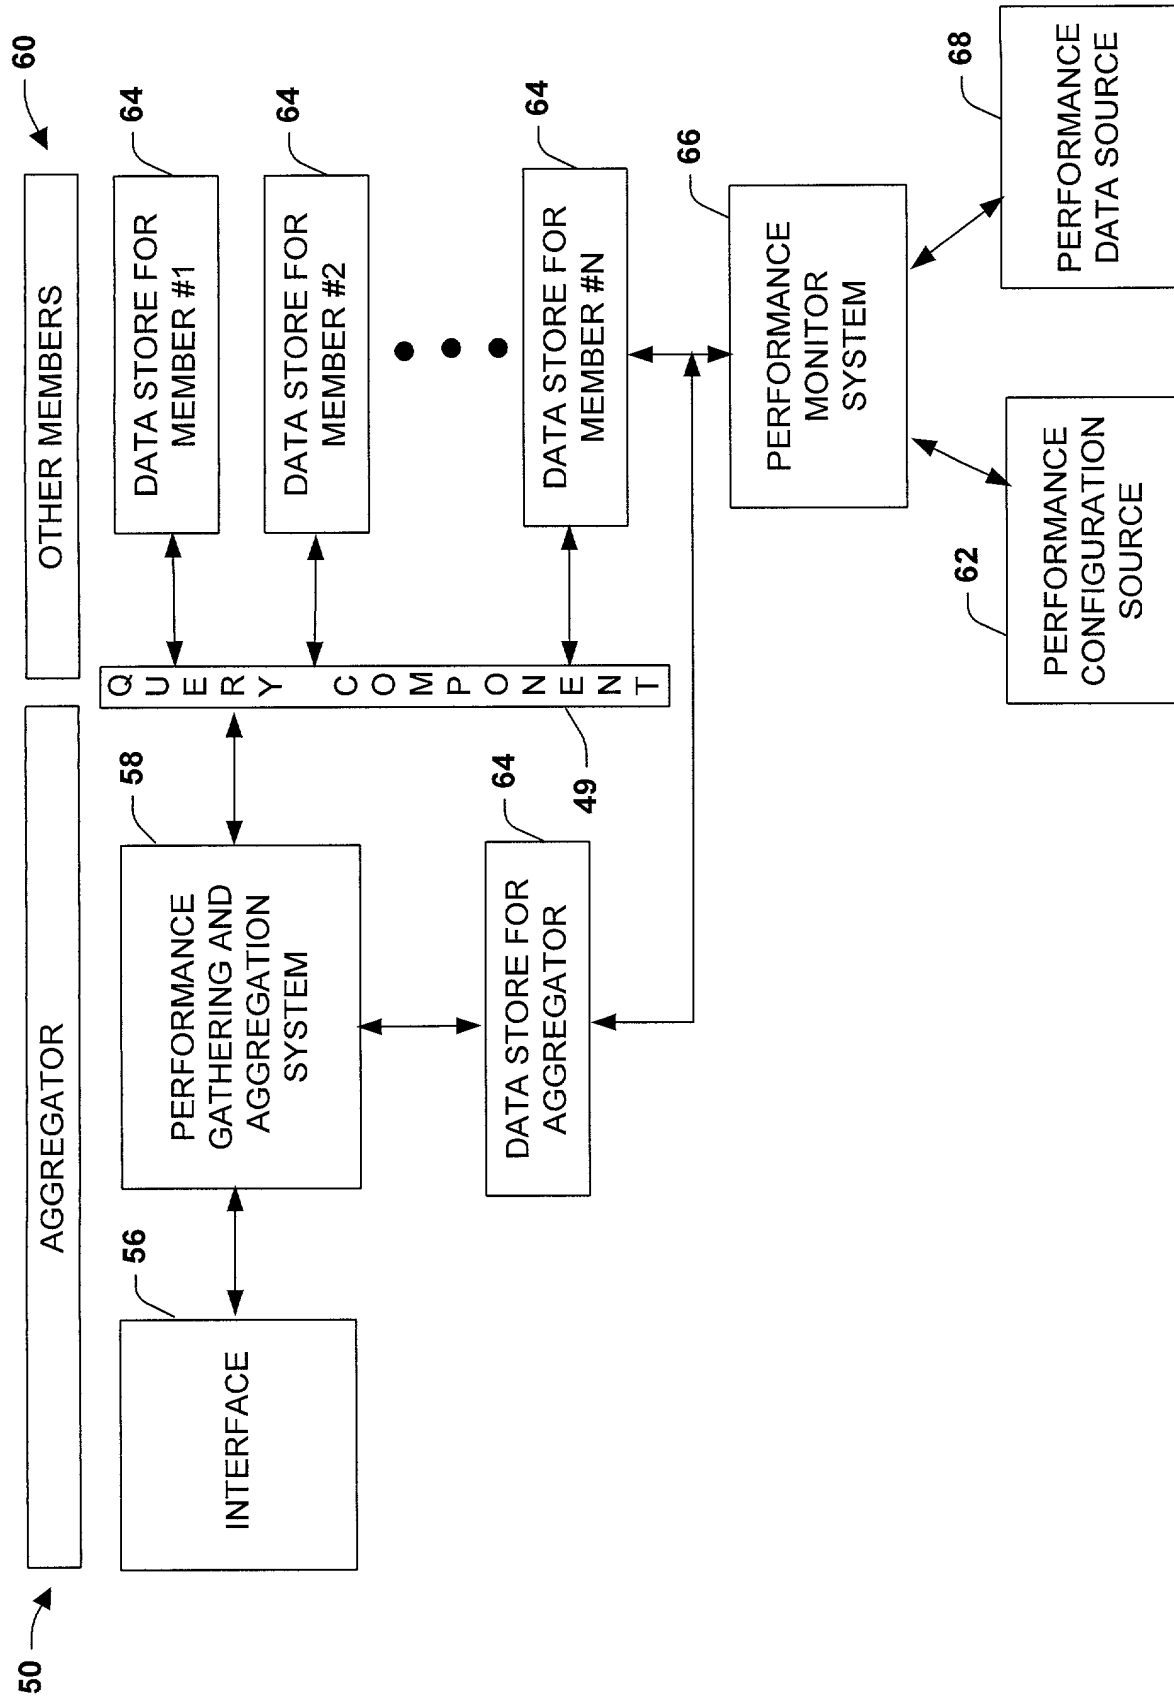 50
AGGREGATOR
OTHER MEMBERS
60
56
INTERFACE
58
PERFORMANCE
GATHERING AND
AGGREGATION
SYSTEM
64
DATA STORE FOR
AGGREGATOR
QUERY COMPONENT
49
64
DATA STORE FOR
MEMBER #1
64
DATA STORE FOR
MEMBER #2
64
DATA STORE FOR
MEMBER #N
66
PERFORMANCE
MONITOR
SYSTEM
62
PERFORMANCE
CONFIGURATION
SOURCE
68
PERFORMANCE
DATA SOURCE